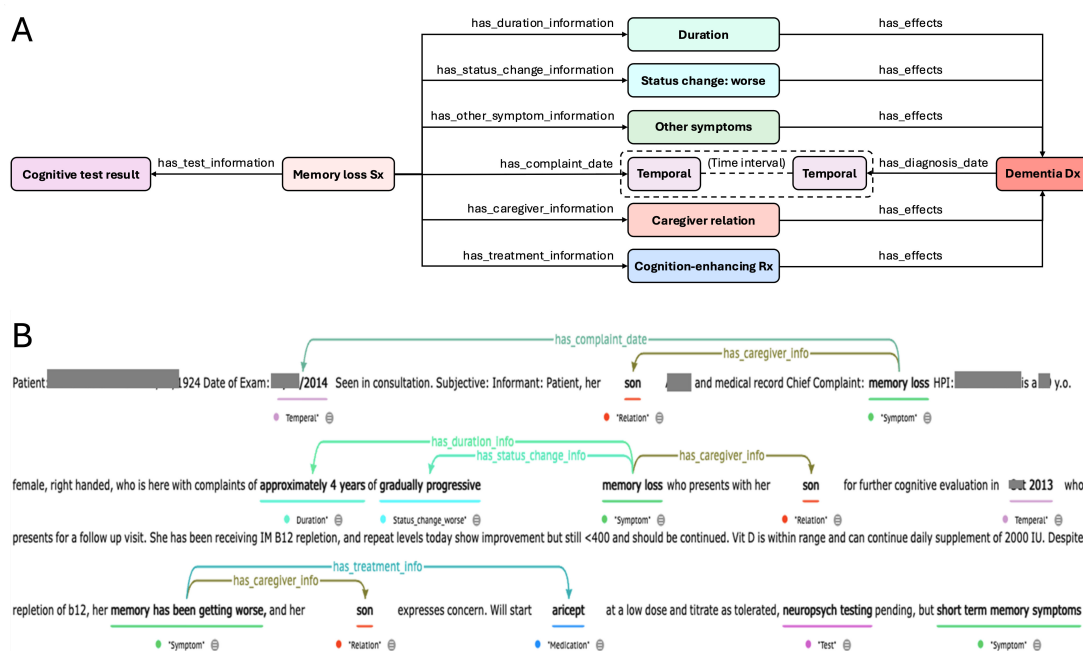 A
has_duration_information
Duration
has_effects
has_status_change_information
Status change: worse
has_effects
has_other_symptom_information
Other symptoms
has_effects
Cognitive test result
has_test_information
Memory loss Sx
has_complaint_date
Temporal
(Time interval)
Temporal
has_diagnosis_date
Dementia Dx
has_caregiver_information
Caregiver relation
has_effects
has_treatment_information
Cognition-enhancing Rx
has_effects
B
has_complaint_date
has_caregiver_info
Patient: 1924 Date of Exam: /2014 Seen in consultation. Subjective: Informant: Patient, her son and medical record Chief Complaint: memory loss HPI: is a y.o.
Temperal" "Relation" "Symptom"
has_duration_info
has_status_change_info has_caregiver_info
female, right handed, who is here with complaints of approximately 4 years of gradually progressive memory loss who presents with her son for further cognitive evaluation in 2013 who
Duration" Status_change_worse" "Symptom" "Relation" Temperal"
presents for a follow up visit. She has been receiving IM B12 repletion, and repeat levels today show improvement but still <400 and should be continued. Vit D is within range and can continue daily supplement of 2000 IU. Despite
has_treatment_info
has_caregiver_info
repletion of b12, her memory has been getting worse, and her son expresses concern. Will start aricept at a low dose and titrate as tolerated, neuropsych testing pending, but short term memory symptoms
"Symptom" "Relation" "Medication" "Test" "Symptom"